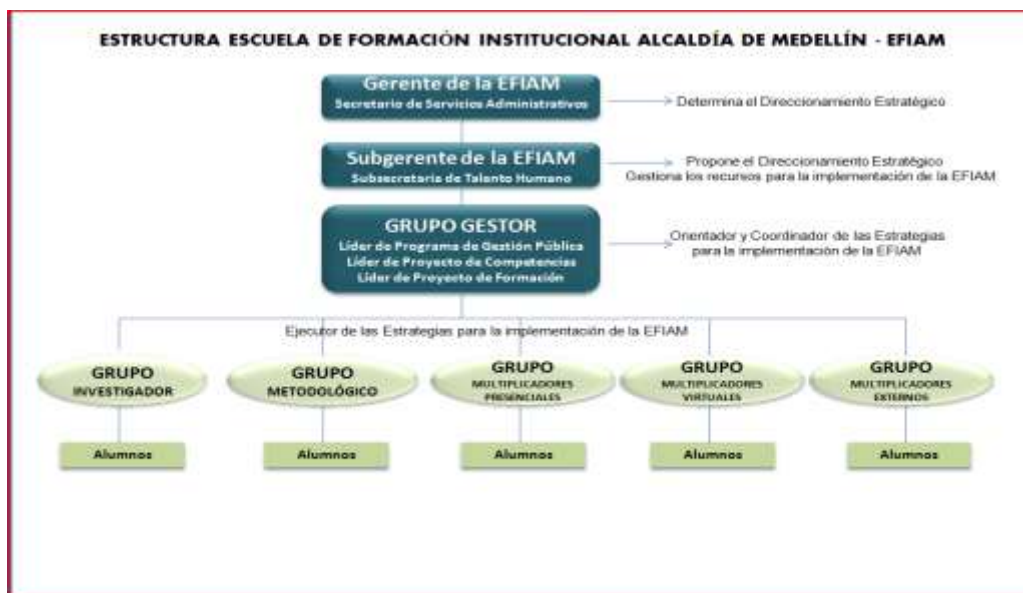 ESTRUCTURA ESCUELA DE FORMACIÓN INSTITUCIONAL ALCALDÍA DE MEDELLÍN - EFIAM
Gerente de la EFIAM
Secretario de Servicios Administrativos
Determina el Direccionamiento Estratégico
Subgerente de la EFIAM
Subsecretaria de Talento Humano
Propone el Direccionamiento Estratégico
Gestiona los recursos para la implementación de la EFIAM
GRUPO GESTOR
Líder de Programa de Gestión Pública
Líder de Proyecto de Competencias
Líder de Proyecto de Formación
Orientador y Coordinador de las Estrategias
para la implementación de la EFIAM
Ejecutor de las Estrategias para la implementación de la EFIAM
GRUPO
INVESTIGADOR
GRUPO
METODOLÓGICO
GRUPO
MULTIPLICADORES
PRESENCIALES
GRUPO
MULTIPLICADORES
VIRTUALES
GRUPO
MULTIPLICADORES
EXTERNOS
Alumnos
Alumnos
Alumnos
Alumnos
Alumnos